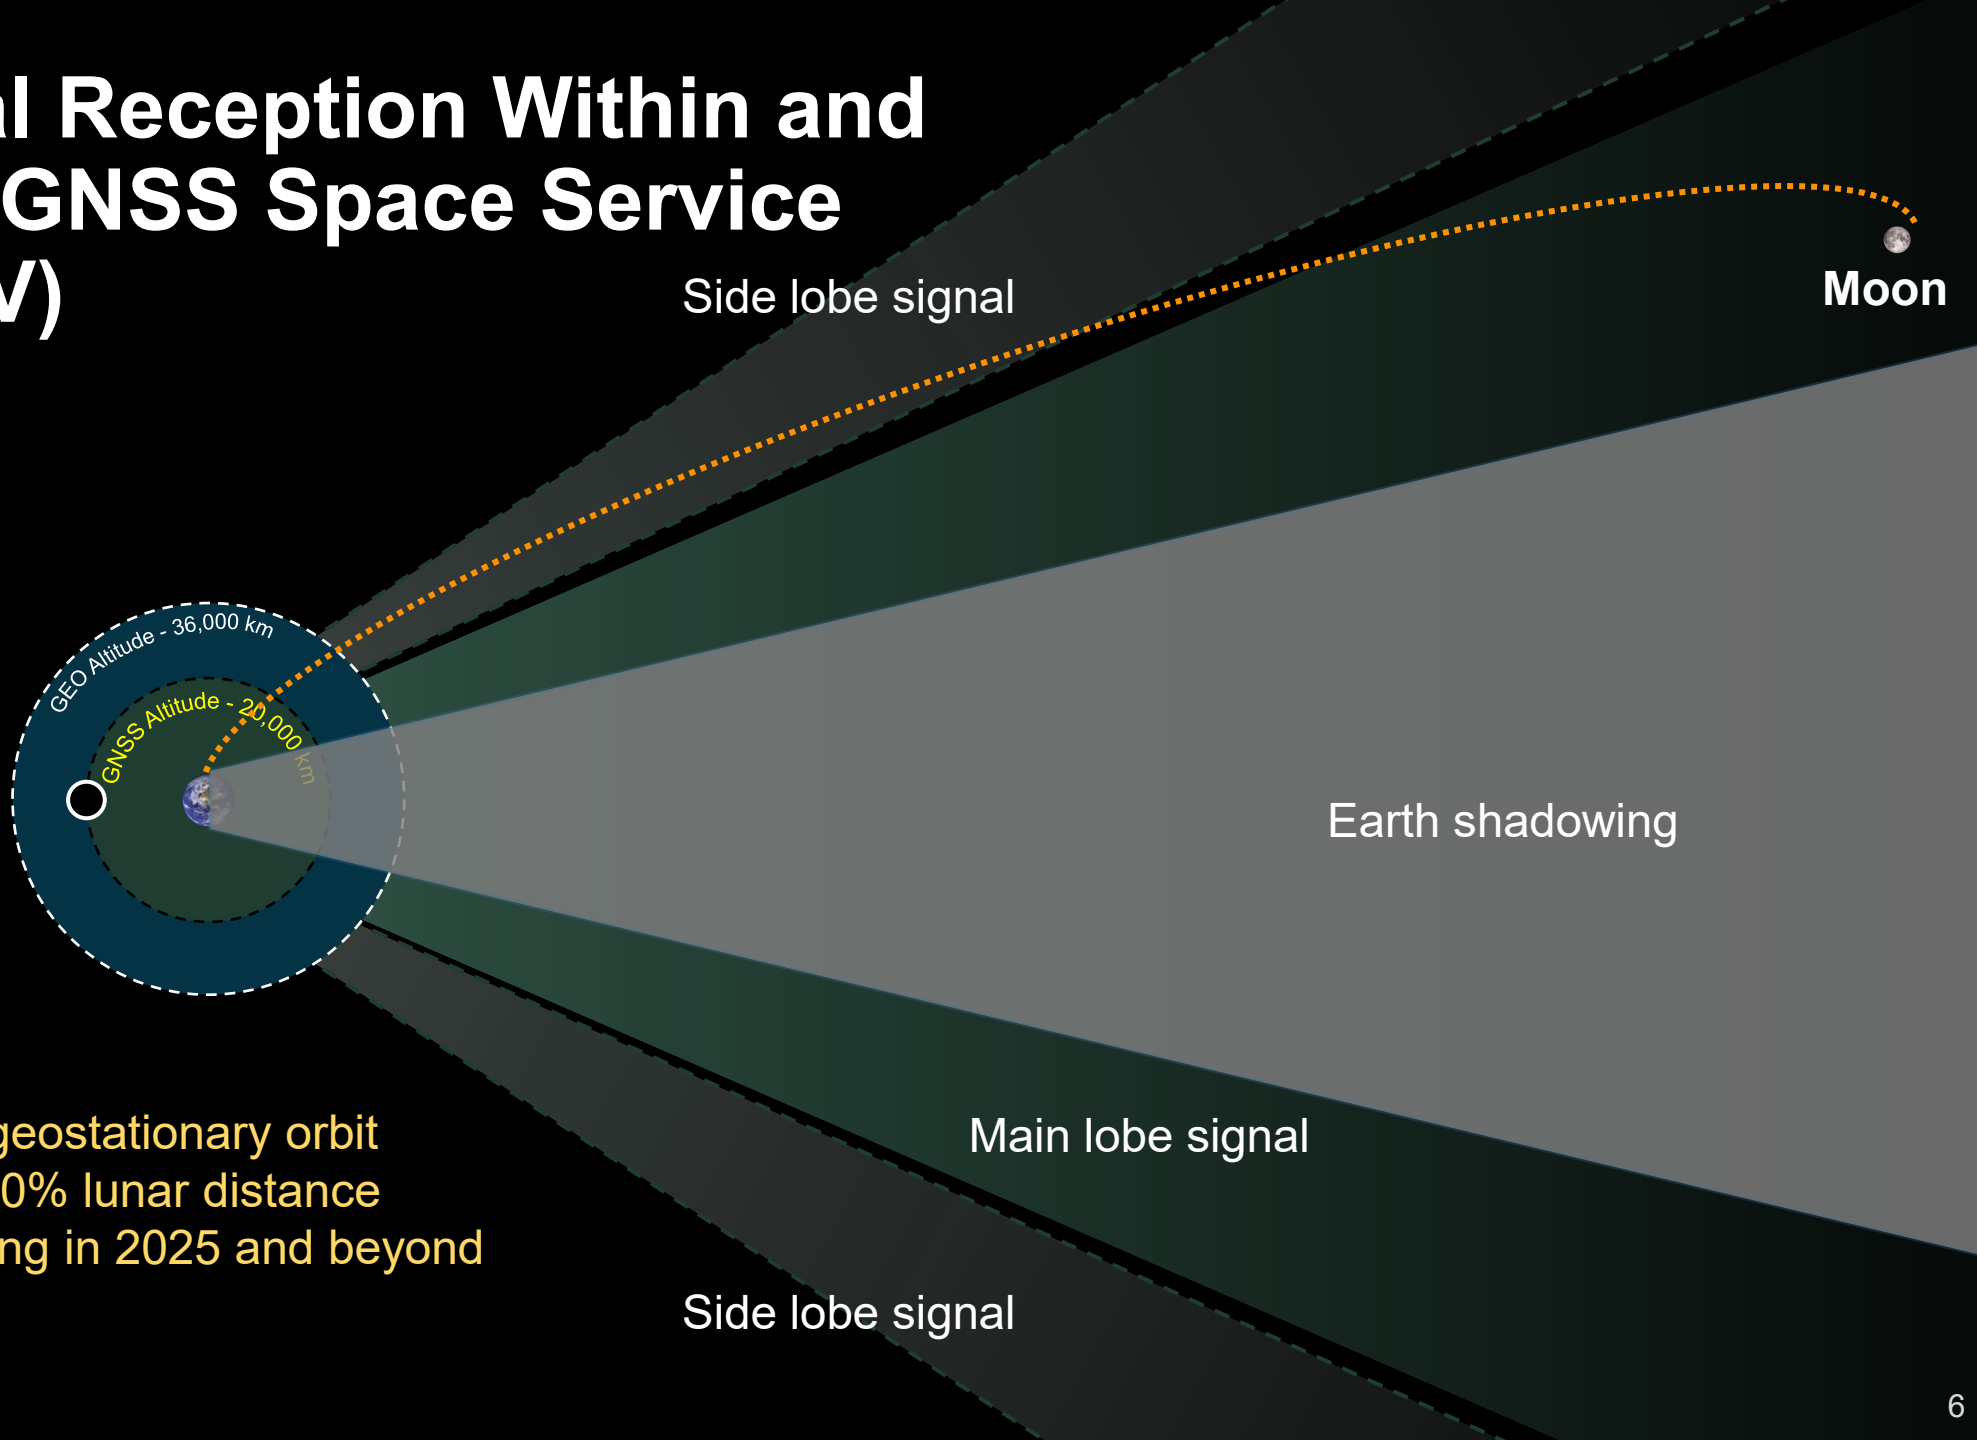 al Reception Within and
GNSS Space Service
V)
Side lobe signal
Moon
GEO Altitude - 36,000 km
GNSS Altitude - 20,000 km
Earth shadowing
Main lobe signal
geostationary orbit
0% lunar distance
ng in 2025 and beyond
Side lobe signal
6